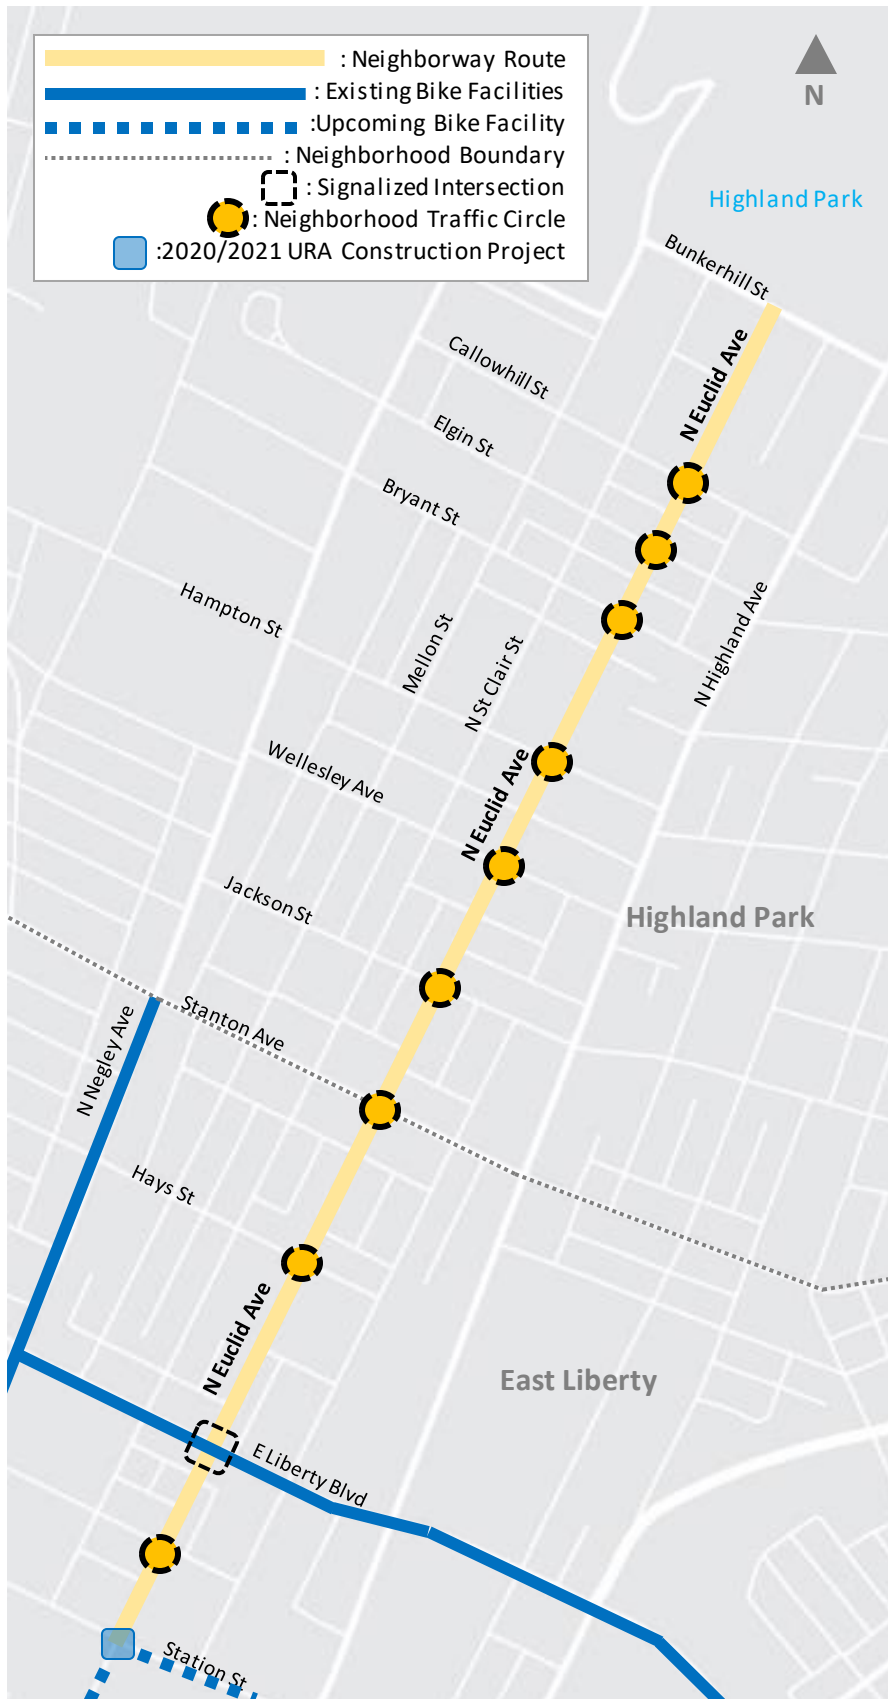 : Neighborway Route
: Existing Bike Facilities
:Upcoming Bike Facility
: Neighborhood Boundary
: Signalized Intersection
: Neighborhood Traffic Circle
:2020/2021 URA Construction Project
N
Highland Park
Bunkerhill St
N Euclid Ave
Callowhill St
Elgin St
Bryant St
Hampton St
Mellon St
N St Clair St
N Highland Ave
Wellesley Ave
N Euclid Ave
Jackson St
Highland Park
Stanton Ave
N Negley Ave
Hays St
N Euclid Ave
East Liberty
E Liberty Blvd
Station St